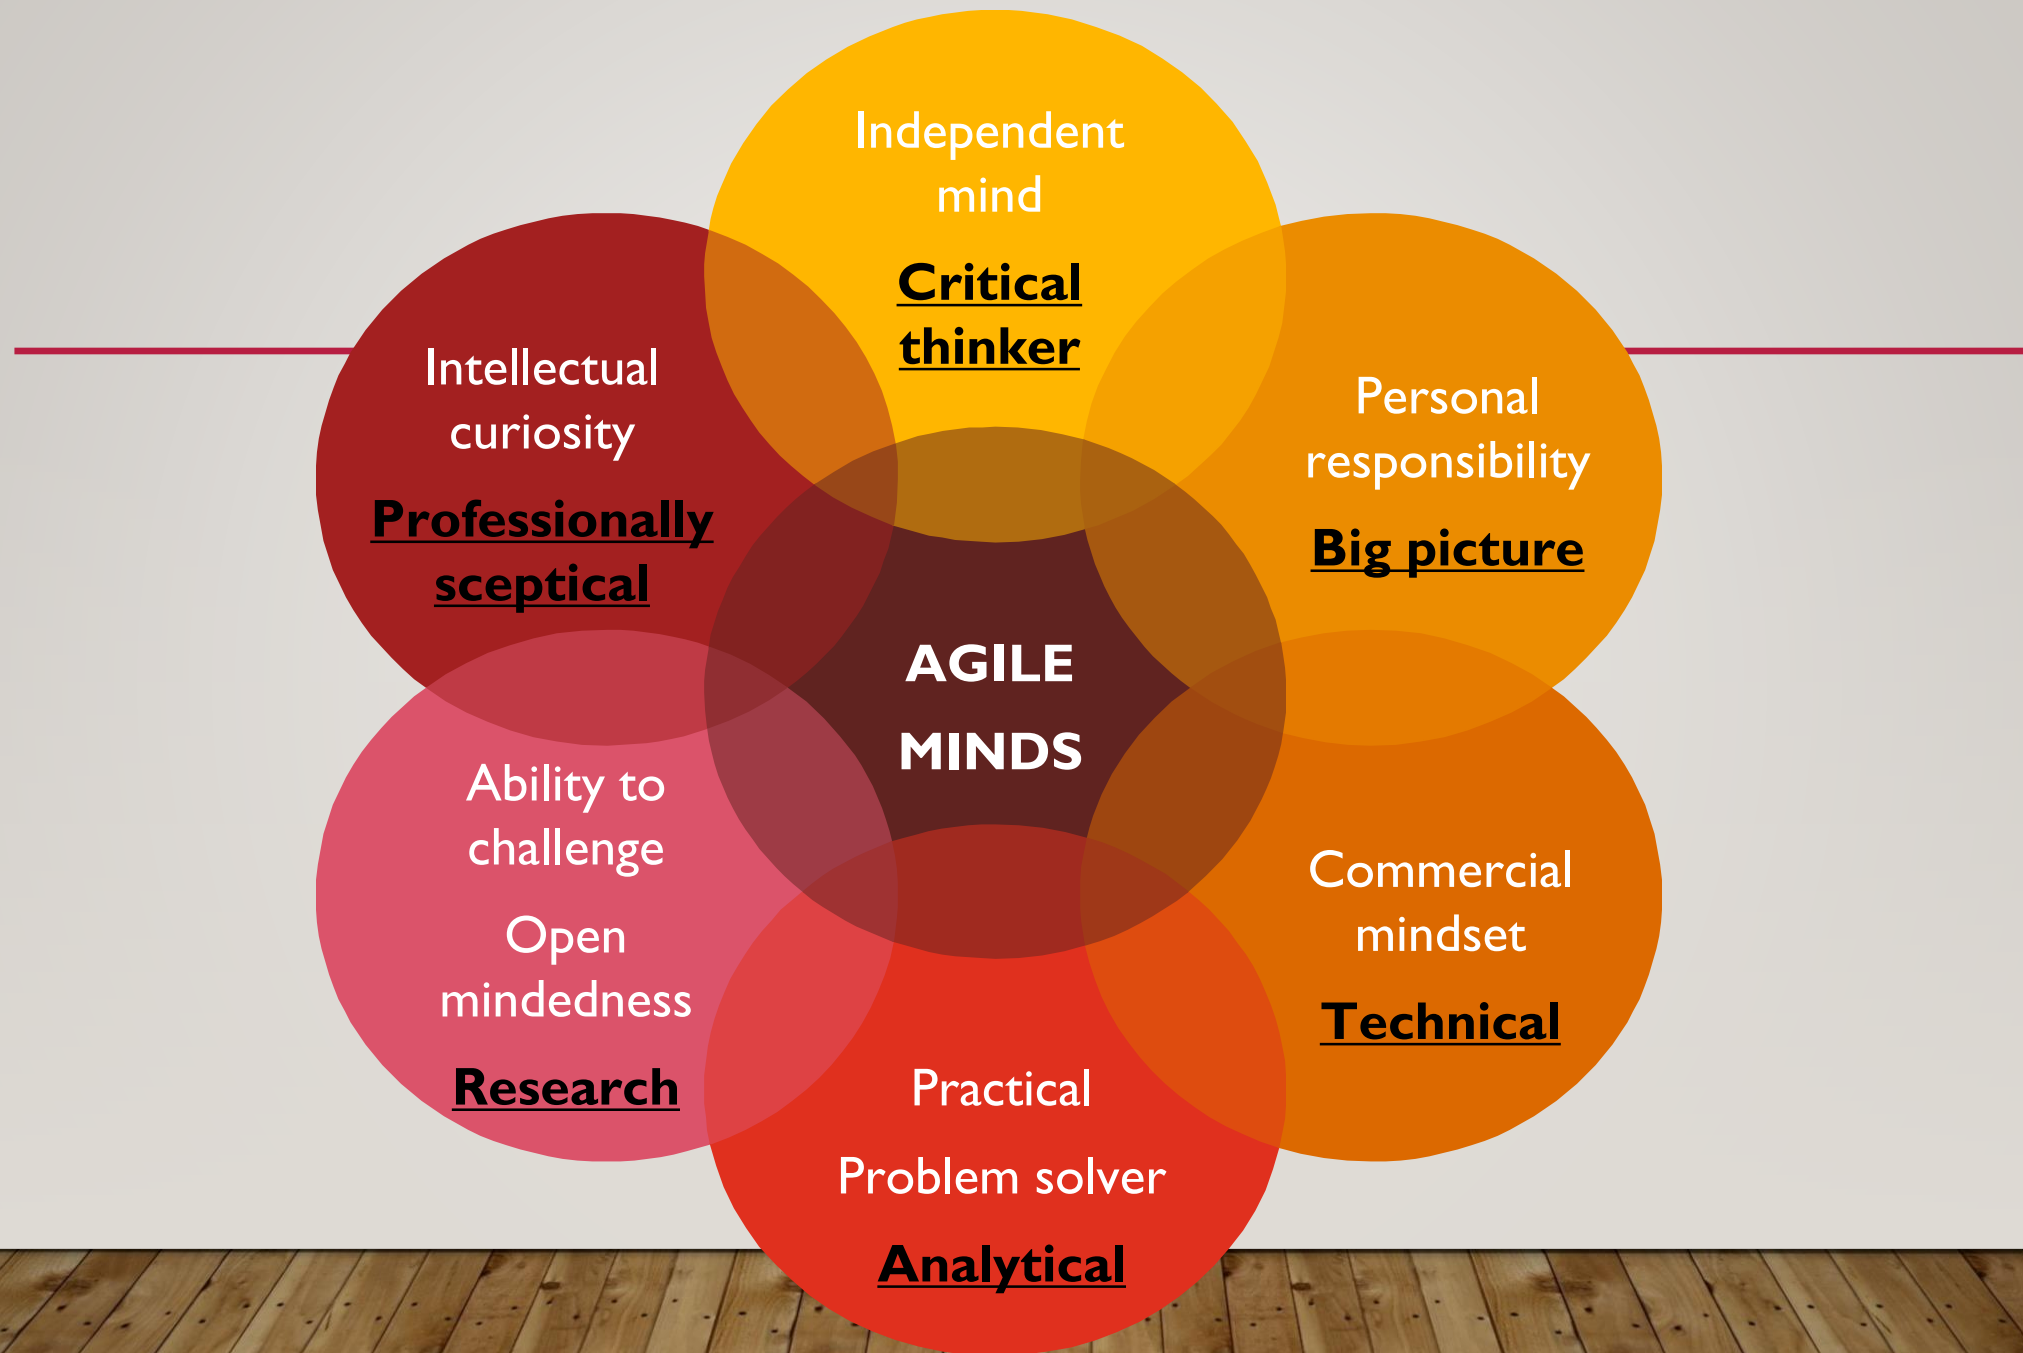 Independent
mind
Critical
thinker
Personal
responsibility
Big picture
Commercial
mindset
Technical
Practical
Problem solver
Analytical
Ability to
challenge
Open
mindedness
Research
Intellectual
curiosity
Professionally
sceptical
AGILE
MINDS